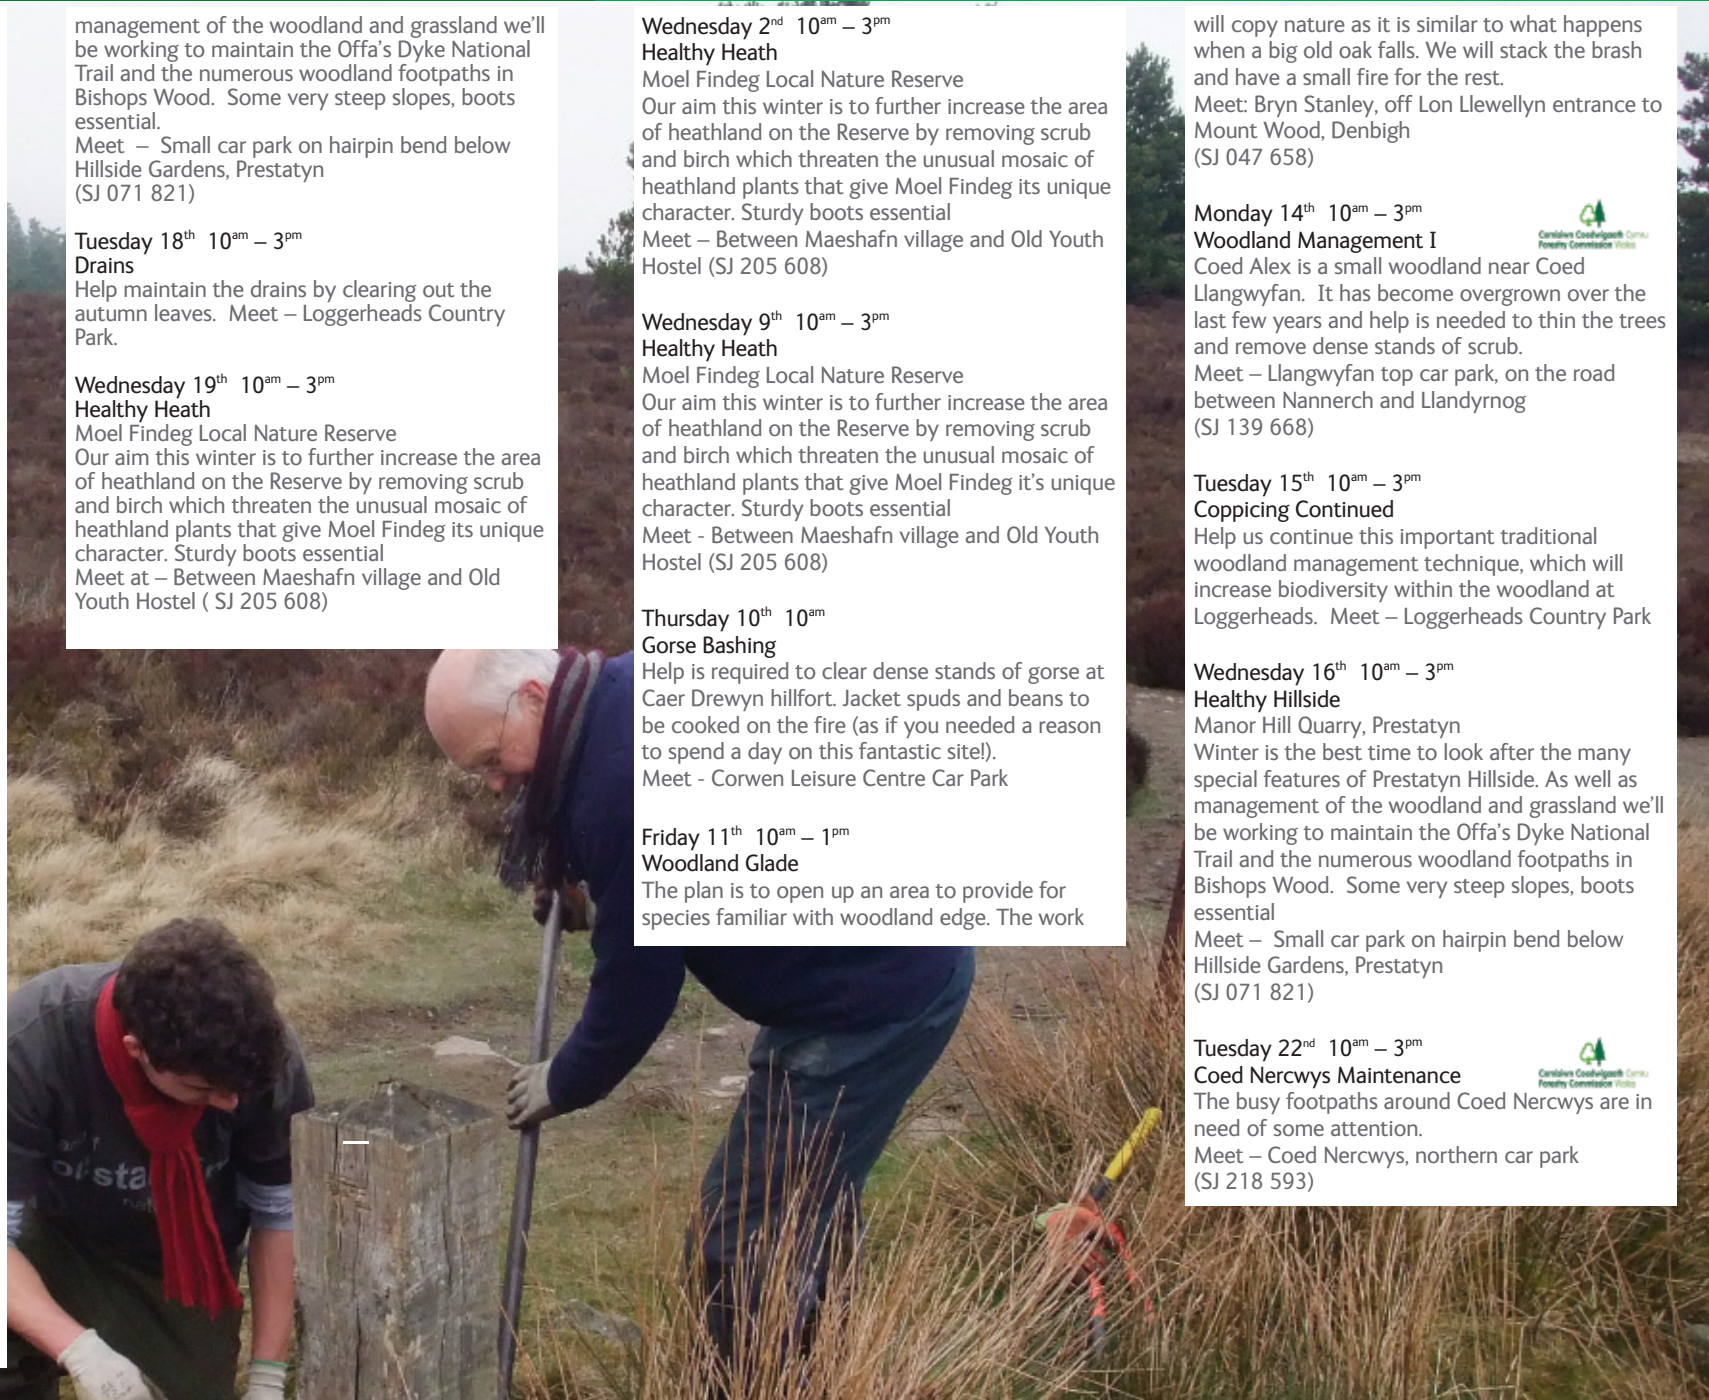 management of the woodland and grassland we'll
be working to maintain the Offa's Dyke National
Trail and the numerous woodland footpaths in
Bishops Wood.  Some very steep slopes, boots
essential.
Meet  –  Small car park on hairpin bend below
Hillside Gardens, Prestatyn
(SJ 071 821)
Tuesday 18th  10am – 3pm
Drains
Help maintain the drains by clearing out the
autumn leaves.  Meet – Loggerheads Country
Park.
Wednesday 19th  10am – 3pm
Healthy Heath
Moel Findeg Local Nature Reserve
Our aim this winter is to further increase the area
of heathland on the Reserve by removing scrub
and birch which threaten the unusual mosaic of
heathland plants that give Moel Findeg its unique
character. Sturdy boots essential
Meet at – Between Maeshafn village and Old
Youth Hostel ( SJ 205 608)
Wednesday 2nd  10am – 3pm
Healthy Heath
Moel Findeg Local Nature Reserve
Our aim this winter is to further increase the area
of heathland on the Reserve by removing scrub
and birch which threaten the unusual mosaic of
heathland plants that give Moel Findeg its unique
character. Sturdy boots essential
Meet – Between Maeshafn village and Old Youth
Hostel (SJ 205 608)
Wednesday 9th  10am – 3pm
Healthy Heath
Moel Findeg Local Nature Reserve
Our aim this winter is to further increase the area
of heathland on the Reserve by removing scrub
and birch which threaten the unusual mosaic of
heathland plants that give Moel Findeg it's unique
character. Sturdy boots essential
Meet - Between Maeshafn village and Old Youth
Hostel (SJ 205 608)
Thursday 10th  10am
Gorse Bashing
Help is required to clear dense stands of gorse at
Caer Drewyn hillfort. Jacket spuds and beans to
be cooked on the fire (as if you needed a reason
to spend a day on this fantastic site!).
Meet - Corwen Leisure Centre Car Park
Friday 11th  10am – 1pm
Woodland Glade
The plan is to open up an area to provide for
species familiar with woodland edge. The work
will copy nature as it is similar to what happens
when a big old oak falls. We will stack the brash
and have a small fire for the rest.
Meet: Bryn Stanley, off Lon Llewellyn entrance to
Mount Wood, Denbigh
(SJ 047 658)
Monday 14th  10am – 3pm
Woodland Management I
Comisiwn Coedwigaeth Cymru
Forestry Commission Wales
Coed Alex is a small woodland near Coed
Llangwyfan.  It has become overgrown over the
last few years and help is needed to thin the trees
and remove dense stands of scrub.
Meet – Llangwyfan top car park, on the road
between Nannerch and Llandyrnog
(SJ 139 668)
Tuesday 15th  10am – 3pm
Coppicing Continued
Help us continue this important traditional
woodland management technique, which will
increase biodiversity within the woodland at
Loggerheads.  Meet – Loggerheads Country Park
Wednesday 16th  10am – 3pm
Healthy Hillside
Manor Hill Quarry, Prestatyn
Winter is the best time to look after the many
special features of Prestatyn Hillside. As well as
management of the woodland and grassland we'll
be working to maintain the Offa's Dyke National
Trail and the numerous woodland footpaths in
Bishops Wood.  Some very steep slopes, boots
essential
Meet –  Small car park on hairpin bend below
Hillside Gardens, Prestatyn
(SJ 071 821)
Tuesday 22nd  10am – 3pm
Coed Nercwys Maintenance
Comisiwn Coedwigaeth Cymru
Forestry Commission Wales
The busy footpaths around Coed Nercwys are in
need of some attention.
Meet – Coed Nercwys, northern car park
(SJ 218 593)